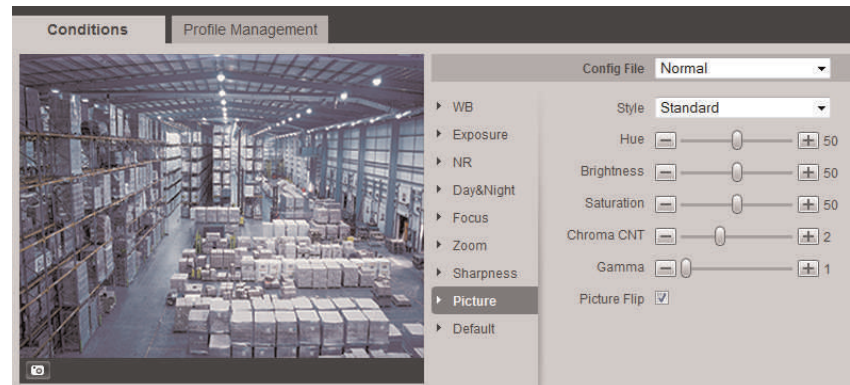 Conditions
Profile Management
Config File Normal
WB
Exposure
NR
Day&Night
Focus
Zoom
Sharpness
Picture
Default
Style Standard
Hue 50
Brightness 50
Saturation 50
Chroma CNT 2
Gamma 1
Picture Flip